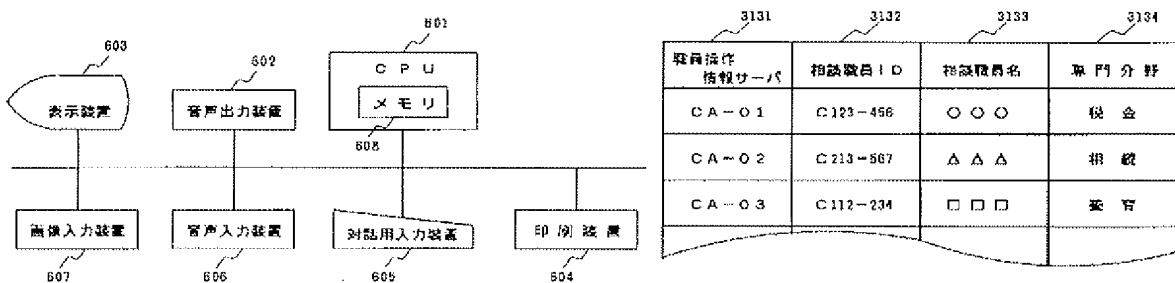 603
表示装置
602
音声出力装置
601
CPU
メモリ
608
画像入力装置
607
音声入力装置
606
対話用入力装置
605
印刷装置
604
3131 3132 3133 3134
職員操作
情報サーバ 相談職員ID 相談職員名 専門分野
CA-01 C123-456 ○○○ 税金
CA-02 C213-567 △△△ 相続
CA-03 C112-234 □□□ 養育